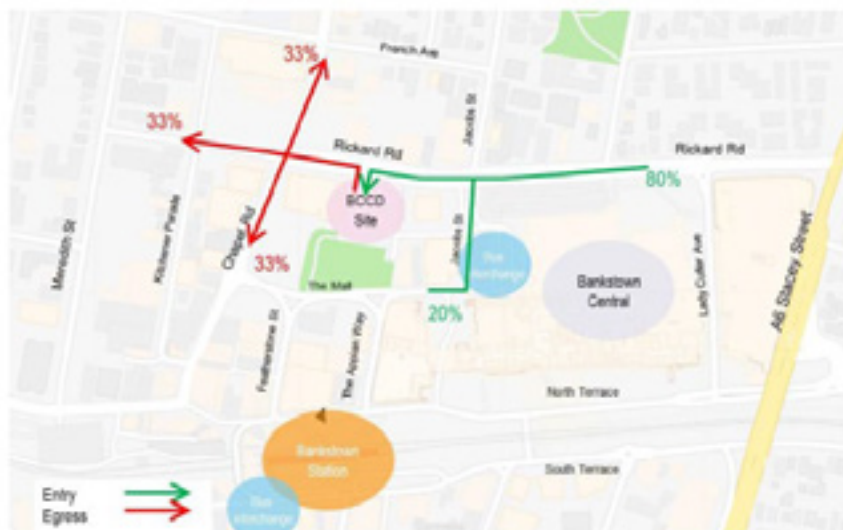 33%
French Ave
33%
Jacobs St
Rickard Rd
Rickard Rd
80%
BCCD
Site
Meredith St
Kitchener Parade
Chapel Rd
33%
Jacobs St
Bus
Interchange
Bankstown
Central
Lady Cutler Ave
A6 Stacey Street
The Mall
20%
Featherstone St
The Appian Way
North Terrace
Bankstown
Station
South Terrace
Bus
Interchange
Entry
Egress